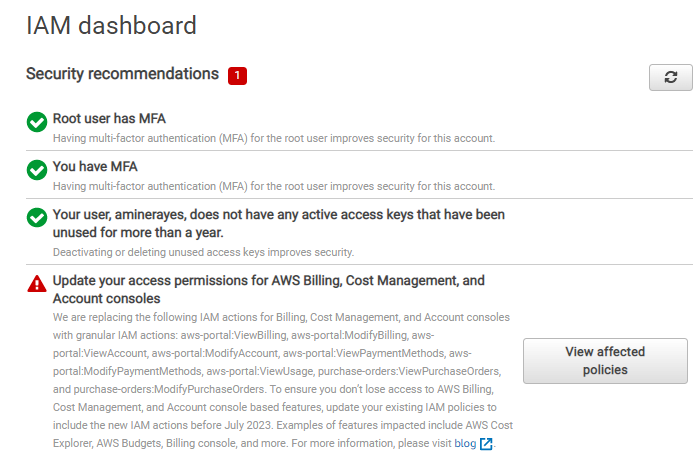 IAM dashboard
Security recommendations 1
Root user has MFA
Having multi-factor authentication (MFA) for the root user improves security for this account.
You have MFA
Having multi-factor authentication (MFA) for the root user improves security for this account.
Your user, aminerayes, does not have any active access keys that have been
unused for more than a year.
Deactivating or deleting unused access keys improves security.
Update your access permissions for AWS Billing, Cost Management, and
Account consoles
We are replacing the following IAM actions for Billing, Cost Management, and Account consoles
with granular IAM actions: aws-portal:ViewBilling, aws-portal:ModifyBilling, aws-
portal:ViewAccount, aws-portal:ModifyAccount, aws-portal:ViewPaymentMethods, aws-
portal:ModifyPaymentMethods, aws-portal:ViewUsage, purchase-orders:ViewPurchaseOrders,
and purchase-orders:ModifyPurchaseOrders. To ensure you don't lose access to AWS Billing,
Cost Management, and Account console based features, update your existing IAM policies to
include the new IAM actions before July 2023. Examples of features impacted include AWS Cost
Explorer, AWS Budgets, Billing console, and more. For more information, please visit blog.
View affected
policies